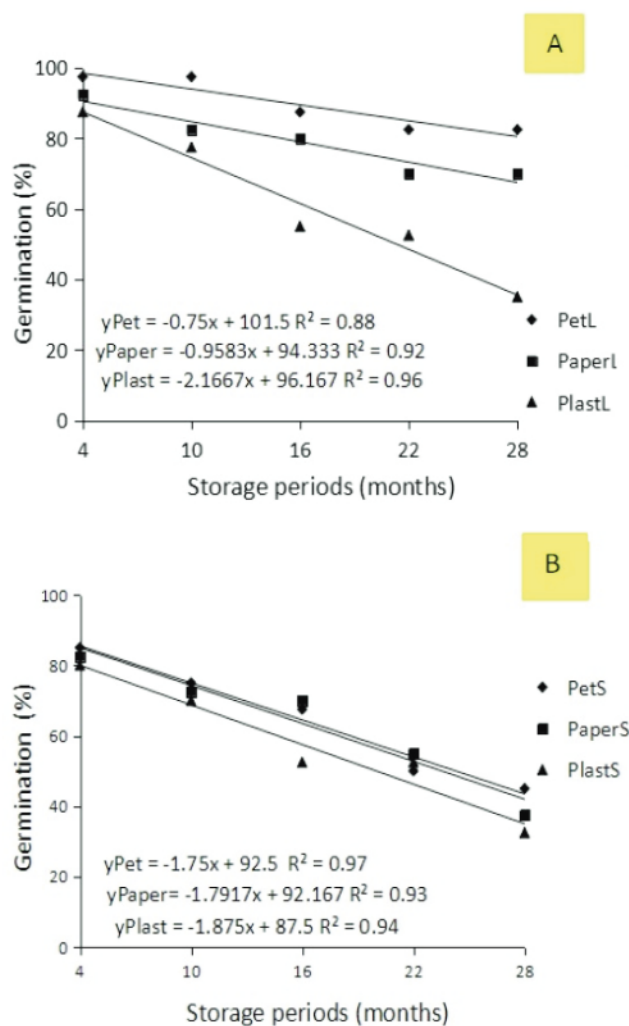 A
100
80
60
40
20
0
Germination (%)
yPet = -0.75x + 101.5 R² = 0.88
yPaper = -0.9583x + 94.333 R² = 0.92
yPlast = -2.1667x + 96.167 R² = 0.96
PetL
PaperL
PlastL
4 10 16 22 28
Storage periods (months)
B
100
80
60
40
20
0
Germination (%)
PetS
PaperS
PlastS
yPet = -1.75x + 92.5 R² = 0.97
yPaper= -1.7917x + 92.167 R² = 0.93
yPlast = -1.875x + 87.5 R² = 0.94
4 10 16 22 28
Storage periods (months)